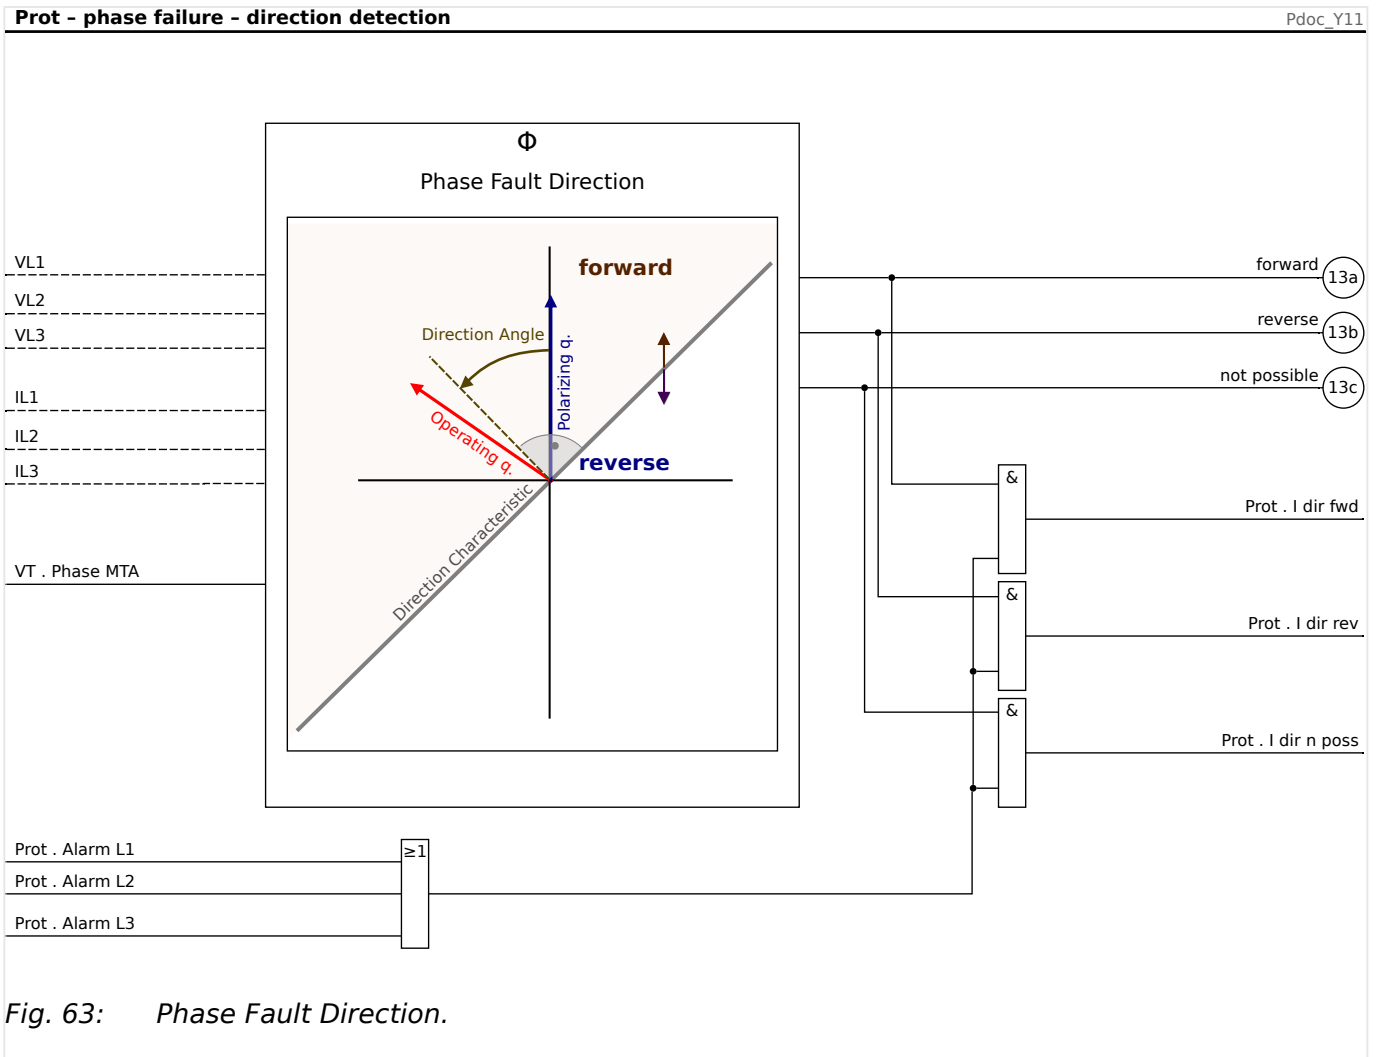 Prot – phase failure – direction detection
Pdoc_Y11
Φ
Phase Fault Direction
VL1
VL2
VL3
IL1
IL2
IL3
VT . Phase MTA
forward
Direction Angle
Polarizing q.
Operating q.
reverse
Direction Characteristic
forward
13a
reverse
13b
not possible
13c
&
Prot . I dir fwd
&
Prot . I dir rev
&
Prot . I dir n poss
Prot . Alarm L1
≥1
Prot . Alarm L2
Prot . Alarm L3
Fig. 63: Phase Fault Direction.